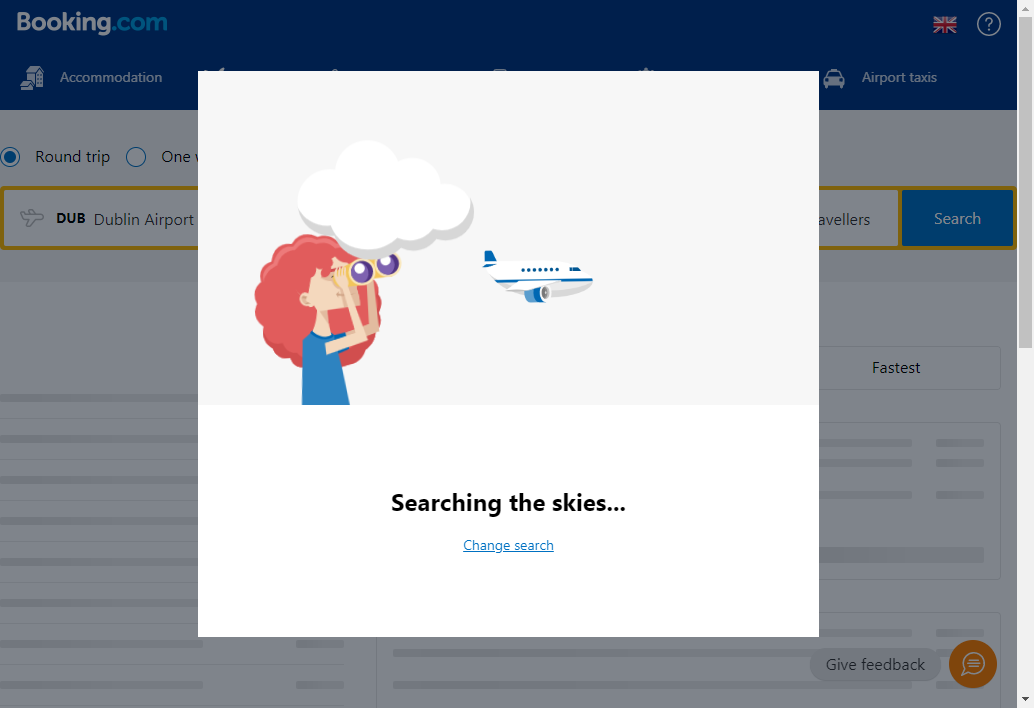 Booking.com
Accommodation
Airport taxis
Round trip
One
DUB Dublin Airport
Search
Fastest
Searching the skies...
Change search
Give feedback